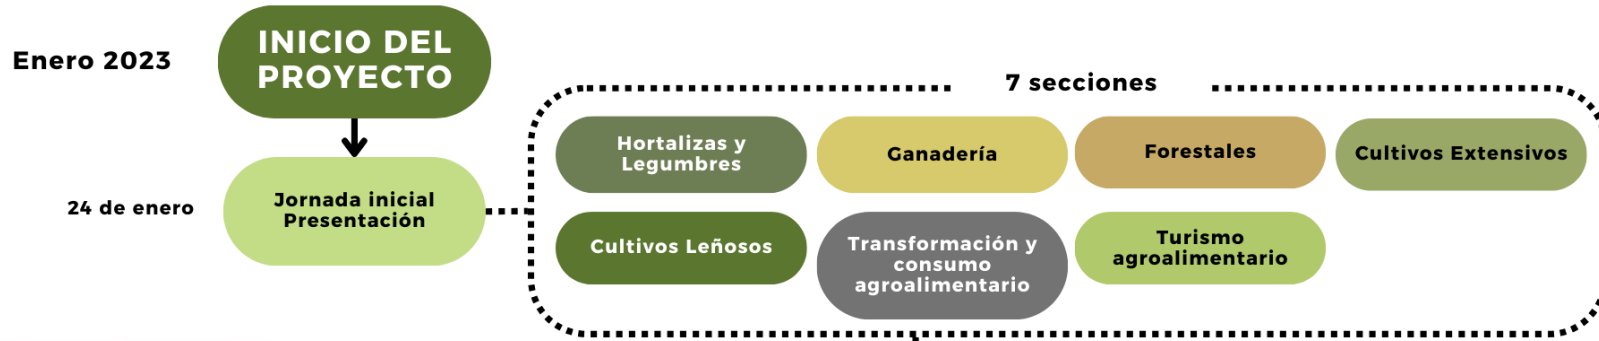 Enero 2023
INICIO DEL
PROYECTO
7 secciones
24 de enero
Jornada inicial
Presentación
Hortalizas y
Legumbres
Ganadería
Forestales
Cultivos Extensivos
Cultivos Leñosos
Transformación y
consumo
agroalimentario
Turismo
agroalimentario